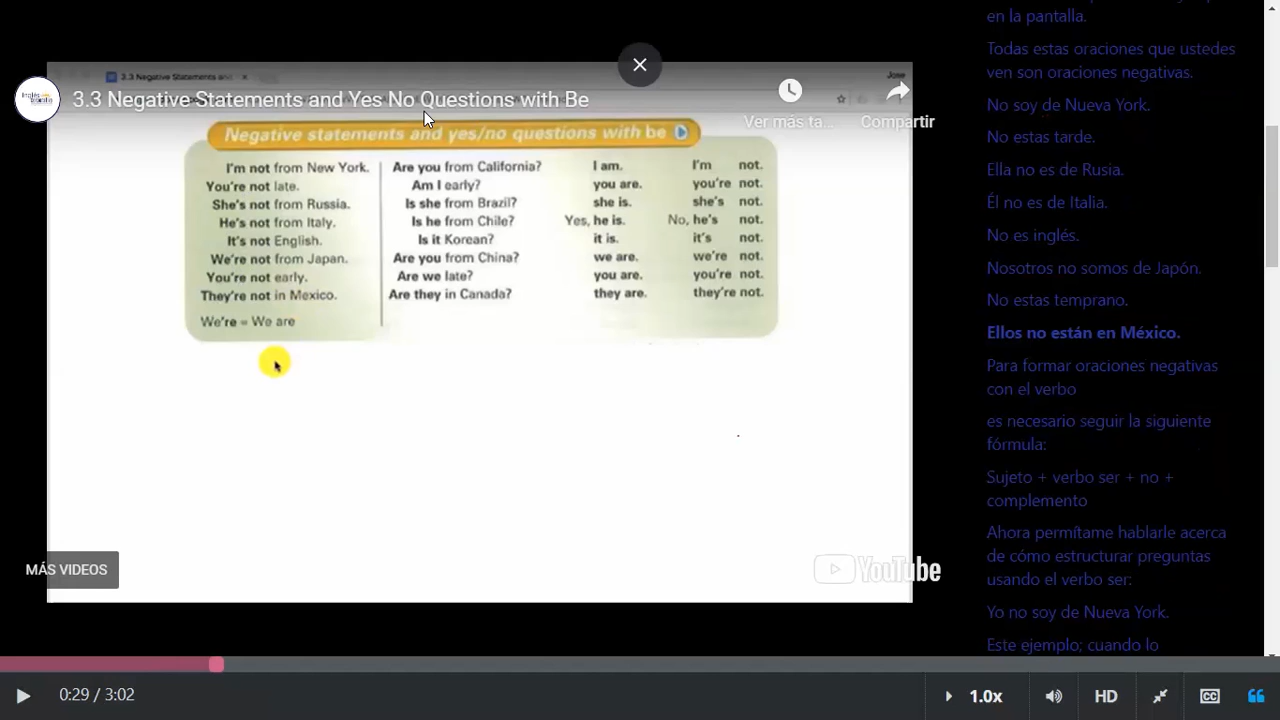 3.3 Negative Statements and
Jose
3.3 Negative Statements and Yes No Questions with Be
Ver más ta...
Compartir
Negative statements and yes/no questions with be
I'm not from New York.
You're not late.
She's not from Russia.
He's not from Italy.
It's not English.
We're not from Japan.
You're not early.
They're not in Mexico.
We're = We are
Are you from California?
Am I early?
Is she from Brazil?
Is he from Chile?
Is it Korean?
Are you from China?
Are we late?
Are they in Canada?
I am.
you are.
she is.
Yes, he is.
it is.
we are.
you are.
they are.
I'm not.
you're not.
she's not.
No, he's not.
it's not.
we're not.
you're not.
they're not.
MÁS VIDEOS
YouTube
0:29 / 3:02
1.0x
HD
CC
en la pantalla.
Todas estas oraciones que ustedes
ven son oraciones negativas.
No soy de Nueva York.
No estas tarde.
Ella no es de Rusia.
Él no es de Italia.
No es inglés.
Nosotros no somos de Japón.
No estas temprano.
Ellos no están en México.
Para formar oraciones negativas
con el verbo
es necesario seguir la siguiente
fórmula:
Sujeto + verbo ser + no +
complemento
Ahora permítame hablarle acerca
de cómo estructurar preguntas
usando el verbo ser:
Yo no soy de Nueva York.
Este ejemplo; cuando lo